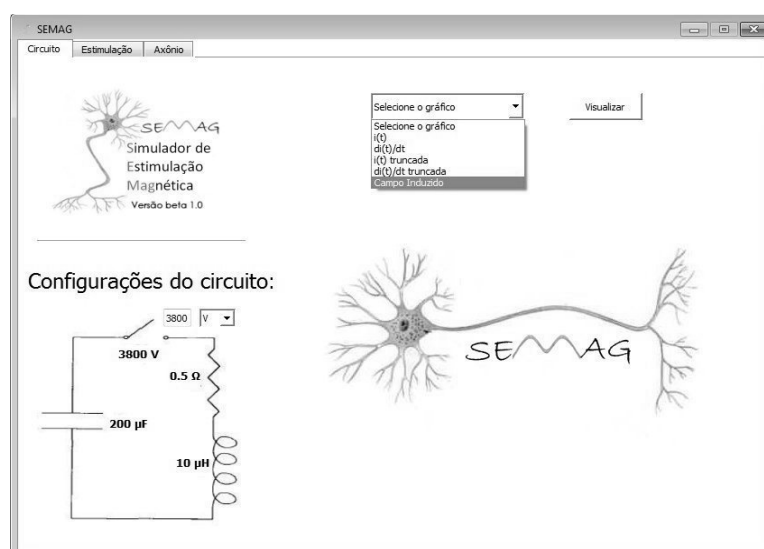 SEMAG
Circuito Estimulação Axônio
SEMAG
Simulador de
Estimulação
Magnética
Versão beta 1.0
Selecione o gráfico Visualizar
Selecione o gráfico
i(t)
di(t)/dt
i(t) truncada
di(t)/dt truncada
Campo Induzido
SEMAG
Configurações do circuito:
3800 V
3800 V
0.5 Ω
200 µF
10 µH